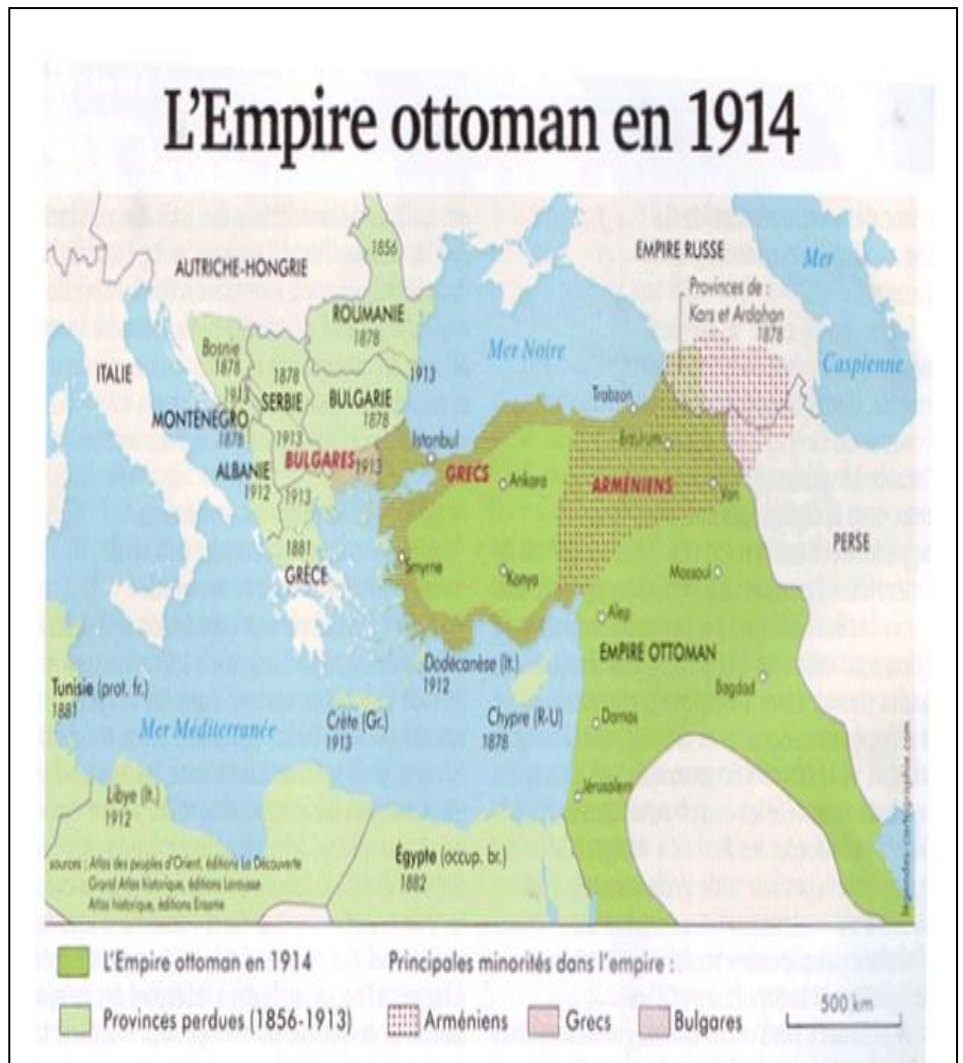 L'Empire ottoman en 1914
1856
EMPIRE RUSSE
Mer
Caspienne
AUTRICHE-HONGRIE
Provinces de :
Kars et Ardahan
1878
ROUMANIE
1878
Mer Noire
Bosnie
1878
ITALIE
1913
1878
SERBIE
BULGARIE
1878
1913
MONTÉNÉGRO
1878
Trabzon
1913
BULGARES
1913
Istanbul
Erzurum
ALBANIE
1912
1913
GRECS
Ankara
ARMÉNIENS
Van
1881
GRÈCE
Smyrne
Konya
Mossoul
PERSE
Alep
EMPIRE OTTOMAN
Dodécanèse (It.)
1912
Bagdad
Tunisie (prot. fr.)
1881
Mer Méditerranée
Crète (Gr.)
1913
Chypre (R-U)
1878
Damas
Jérusalem
Libye (It.)
1912
Égypte (occup. br.)
1882
sources : Atlas des peuples d'Orient, éditions La Découverte
Grand Atlas historique, éditions Larousse
Atlas historique, éditions Erasme
legendes.cartographie.com
L'Empire ottoman en 1914
Provinces perdues (1856-1913)
Principales minorités dans l'empire :
Arméniens
Grecs
Bulgares
500 km